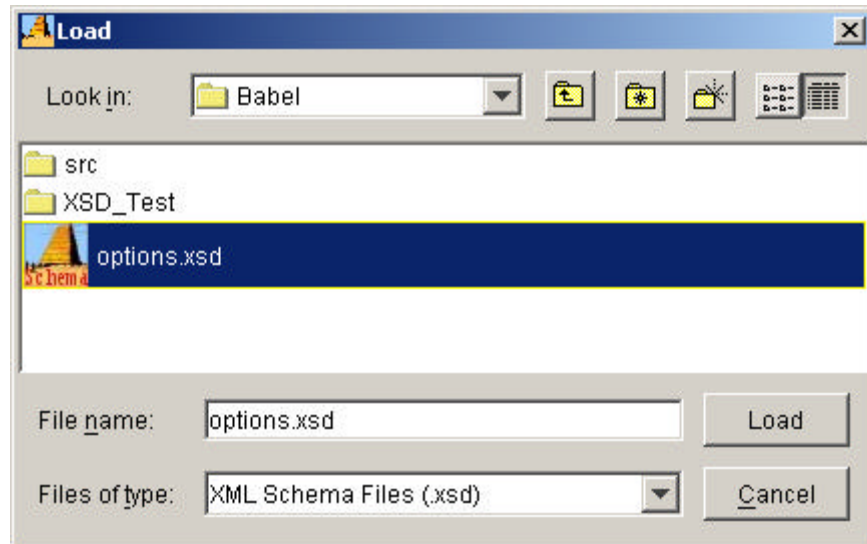 Load
Look in: Babel
src
XSD_Test
Schema options.xsd
File name: options.xsd Load
Files of type: XML Schema Files (.xsd) Cancel